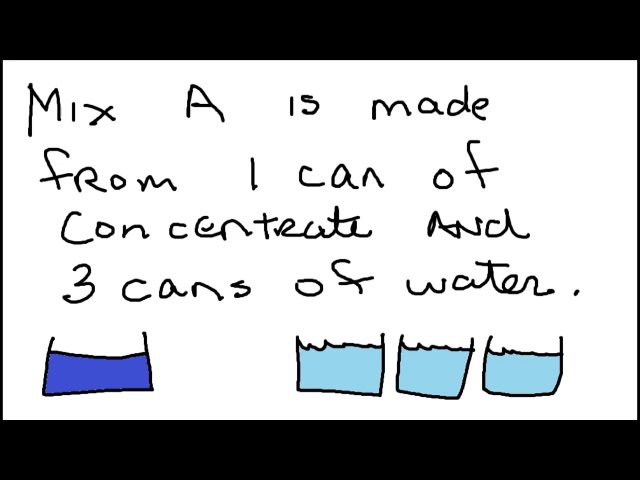 Mix A is made
from 1 can of
concentrate and
3 cans of water.